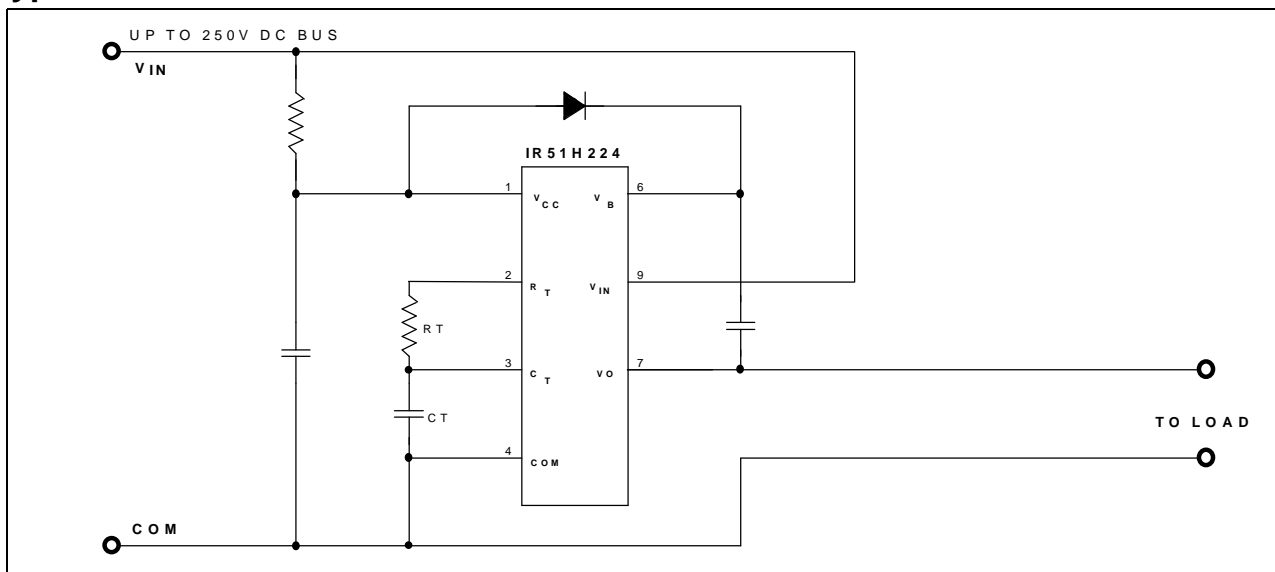 UP TO 250V DC BUS
VIN
IR51H224
1 VCC VB 6
2 RT VIN 9
RT
3 CT VO 7
CT
TO LOAD
4 COM
COM